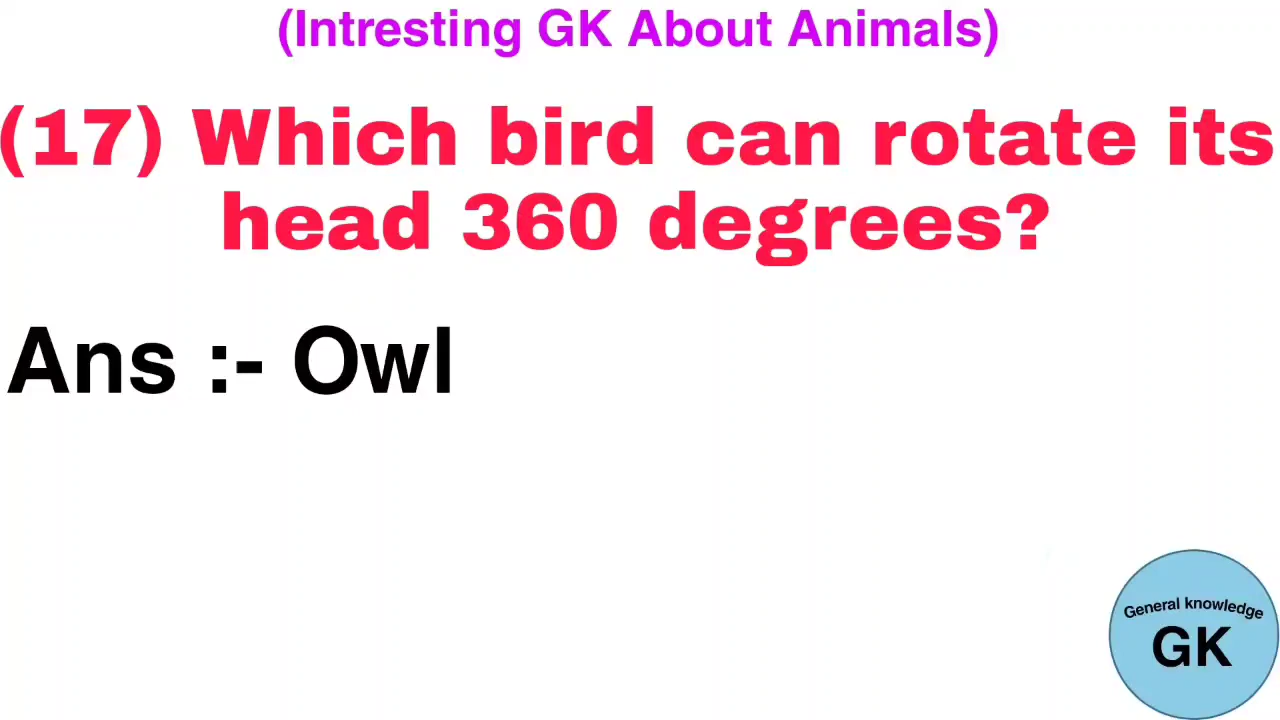 (Intresting GK About Animals)
(17) Which bird can rotate its
head 360 degrees?
Ans :- Owl
General knowledge
GK